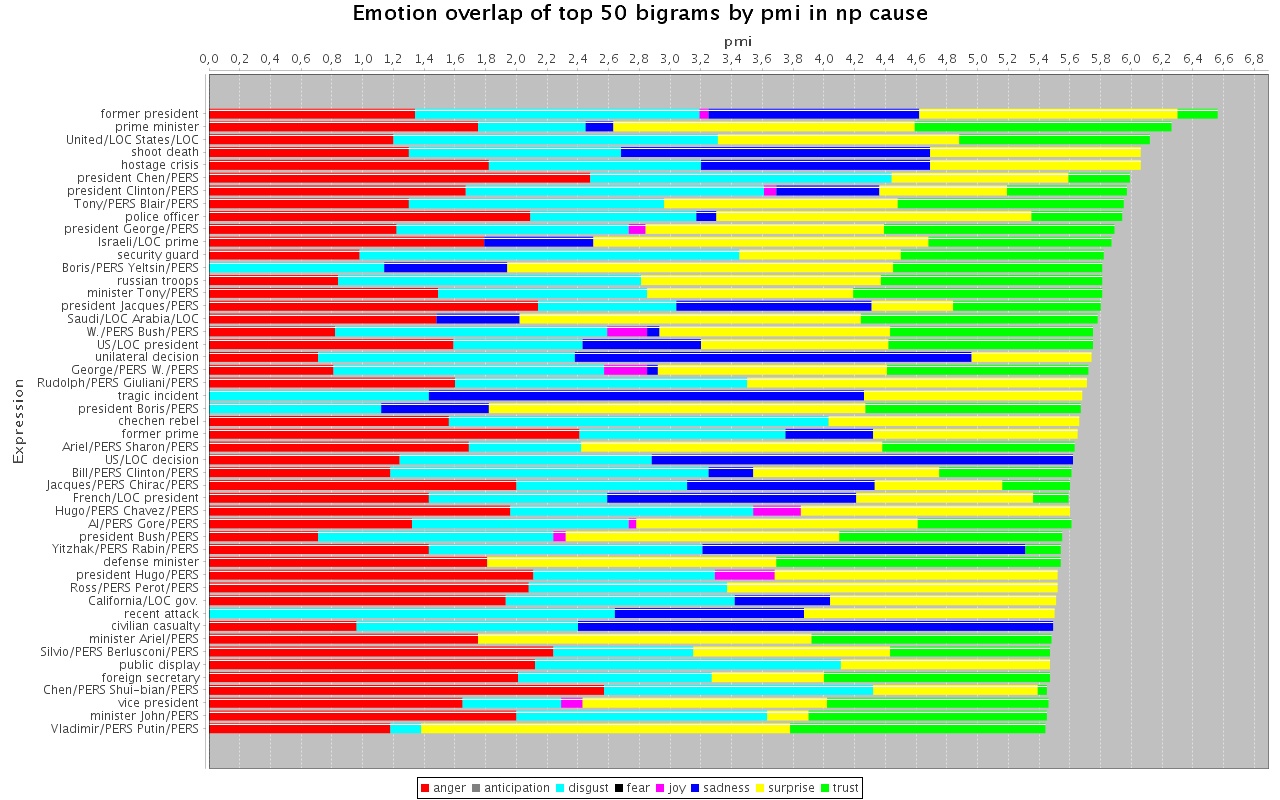 Emotion overlap of top 50 bigrams by pmi in np cause
pmi
0,0 0,2 0,4 0,6 0,8 1,0 1,2 1,4 1,6 1,8 2,0 2,2 2,4 2,6 2,8 3,0 3,2 3,4 3,6 3,8 4,0 4,2 4,4 4,6 4,8 5,0 5,2 5,4 5,6 5,8 6,0 6,2 6,4 6,6 6,8
Expression
former president
prime minister
United/LOC States/LOC
shoot death
hostage crisis
president Chen/PERS
president Clinton/PERS
Tony/PERS Blair/PERS
police officer
president George/PERS
Israeli/LOC prime
security guard
Boris/PERS Yeltsin/PERS
russian troops
minister Tony/PERS
president Jacques/PERS
Saudi/LOC Arabia/LOC
W./PERS Bush/PERS
US/LOC president
unilateral decision
George/PERS W./PERS
Rudolph/PERS Giuliani/PERS
tragic incident
president Boris/PERS
chechen rebel
former prime
Ariel/PERS Sharon/PERS
US/LOC decision
Bill/PERS Clinton/PERS
Jacques/PERS Chirac/PERS
French/LOC president
Hugo/PERS Chavez/PERS
Al/PERS Gore/PERS
president Bush/PERS
Yitzhak/PERS Rabin/PERS
defense minister
president Hugo/PERS
Ross/PERS Perot/PERS
California/LOC gov.
recent attack
civilian casualty
minister Ariel/PERS
Silvio/PERS Berlusconi/PERS
public display
foreign secretary
Chen/PERS Shui-bian/PERS
vice president
minister John/PERS
Vladimir/PERS Putin/PERS
anger anticipation disgust fear joy sadness surprise trust